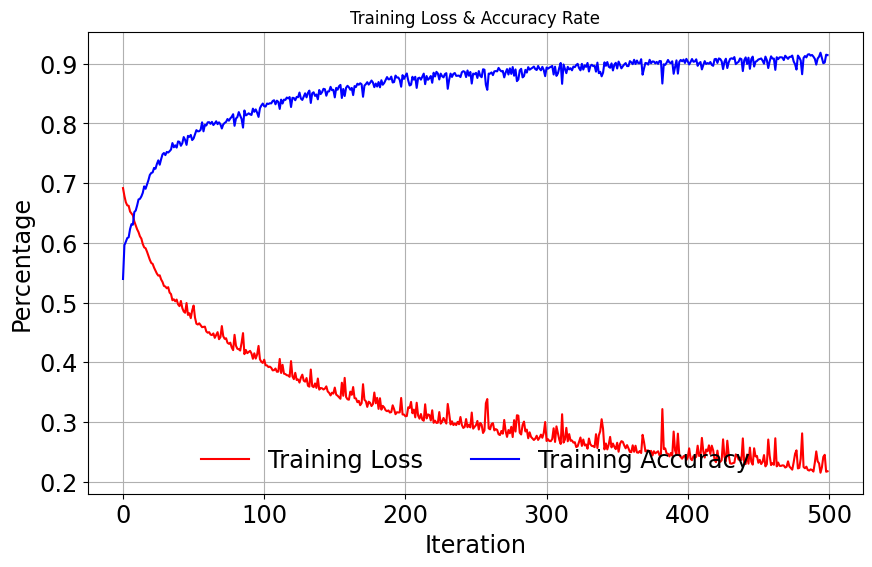 Training Loss & Accuracy Rate
Percentage
0.9
0.8
0.7
0.6
0.5
0.4
0.3
0.2
Training Loss Training Accuracy
0 100 200 300 400 500
Iteration